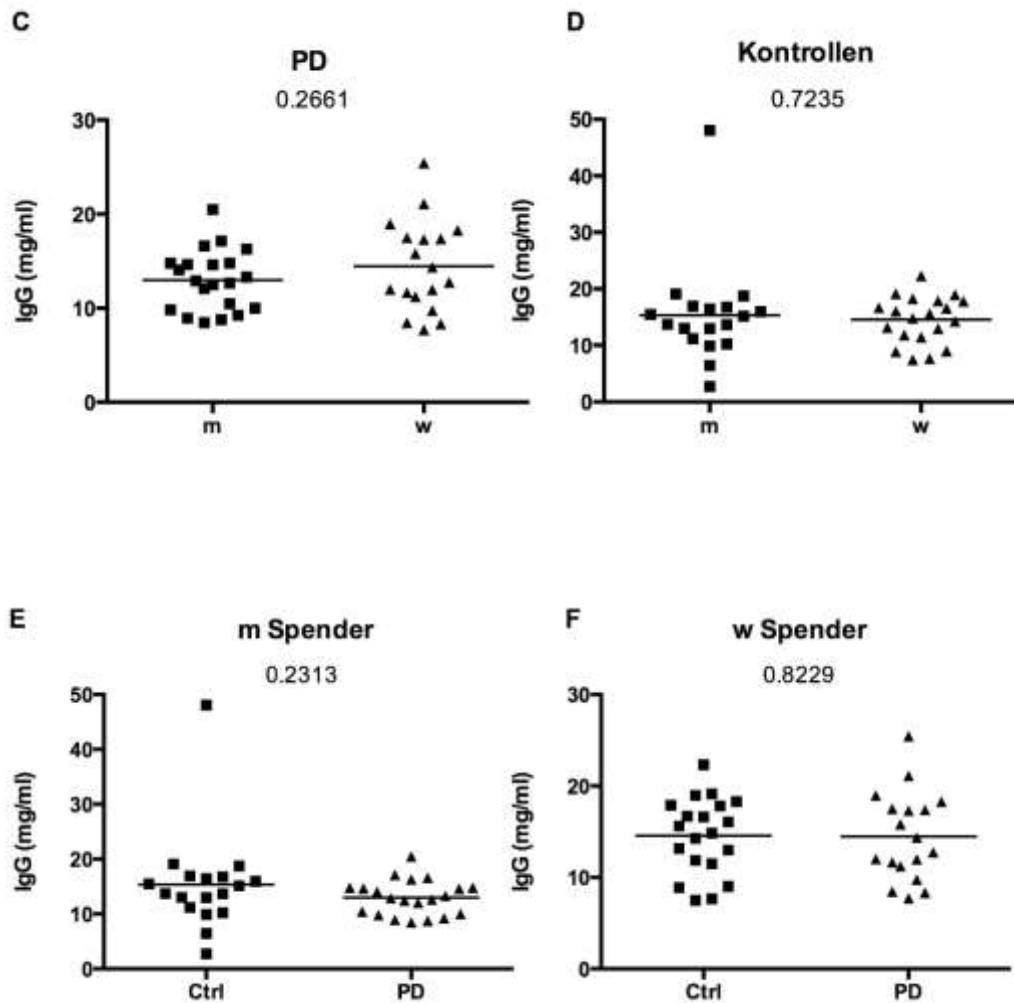 C
PD
0.2661
30
20
10
0
IgG (mg/ml)
m
w
D
Kontrollen
0.7235
50
40
30
20
10
0
IgG (mg/ml)
m
w
E
m Spender
0.2313
50
40
30
20
10
0
IgG (mg/ml)
Ctrl
PD
F
w Spender
0.8229
30
20
10
0
IgG (mg/ml)
Ctrl
PD